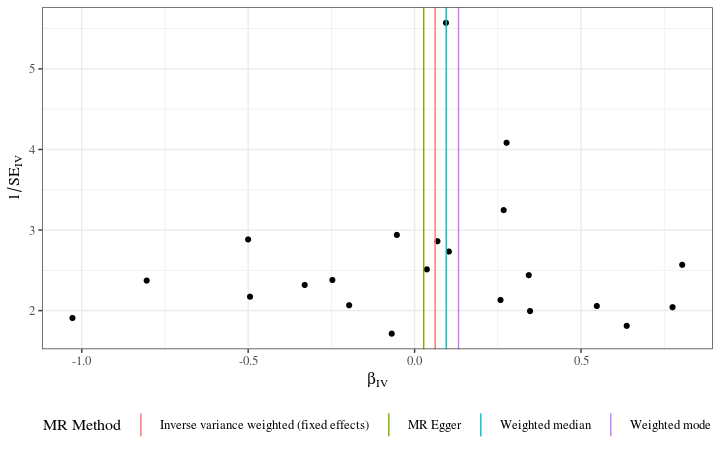 1/SE_IV
5
4
3
2
-1.0
-0.5
0.0
0.5
β_IV
MR Method
Inverse variance weighted (fixed effects)
MR Egger
Weighted median
Weighted mode